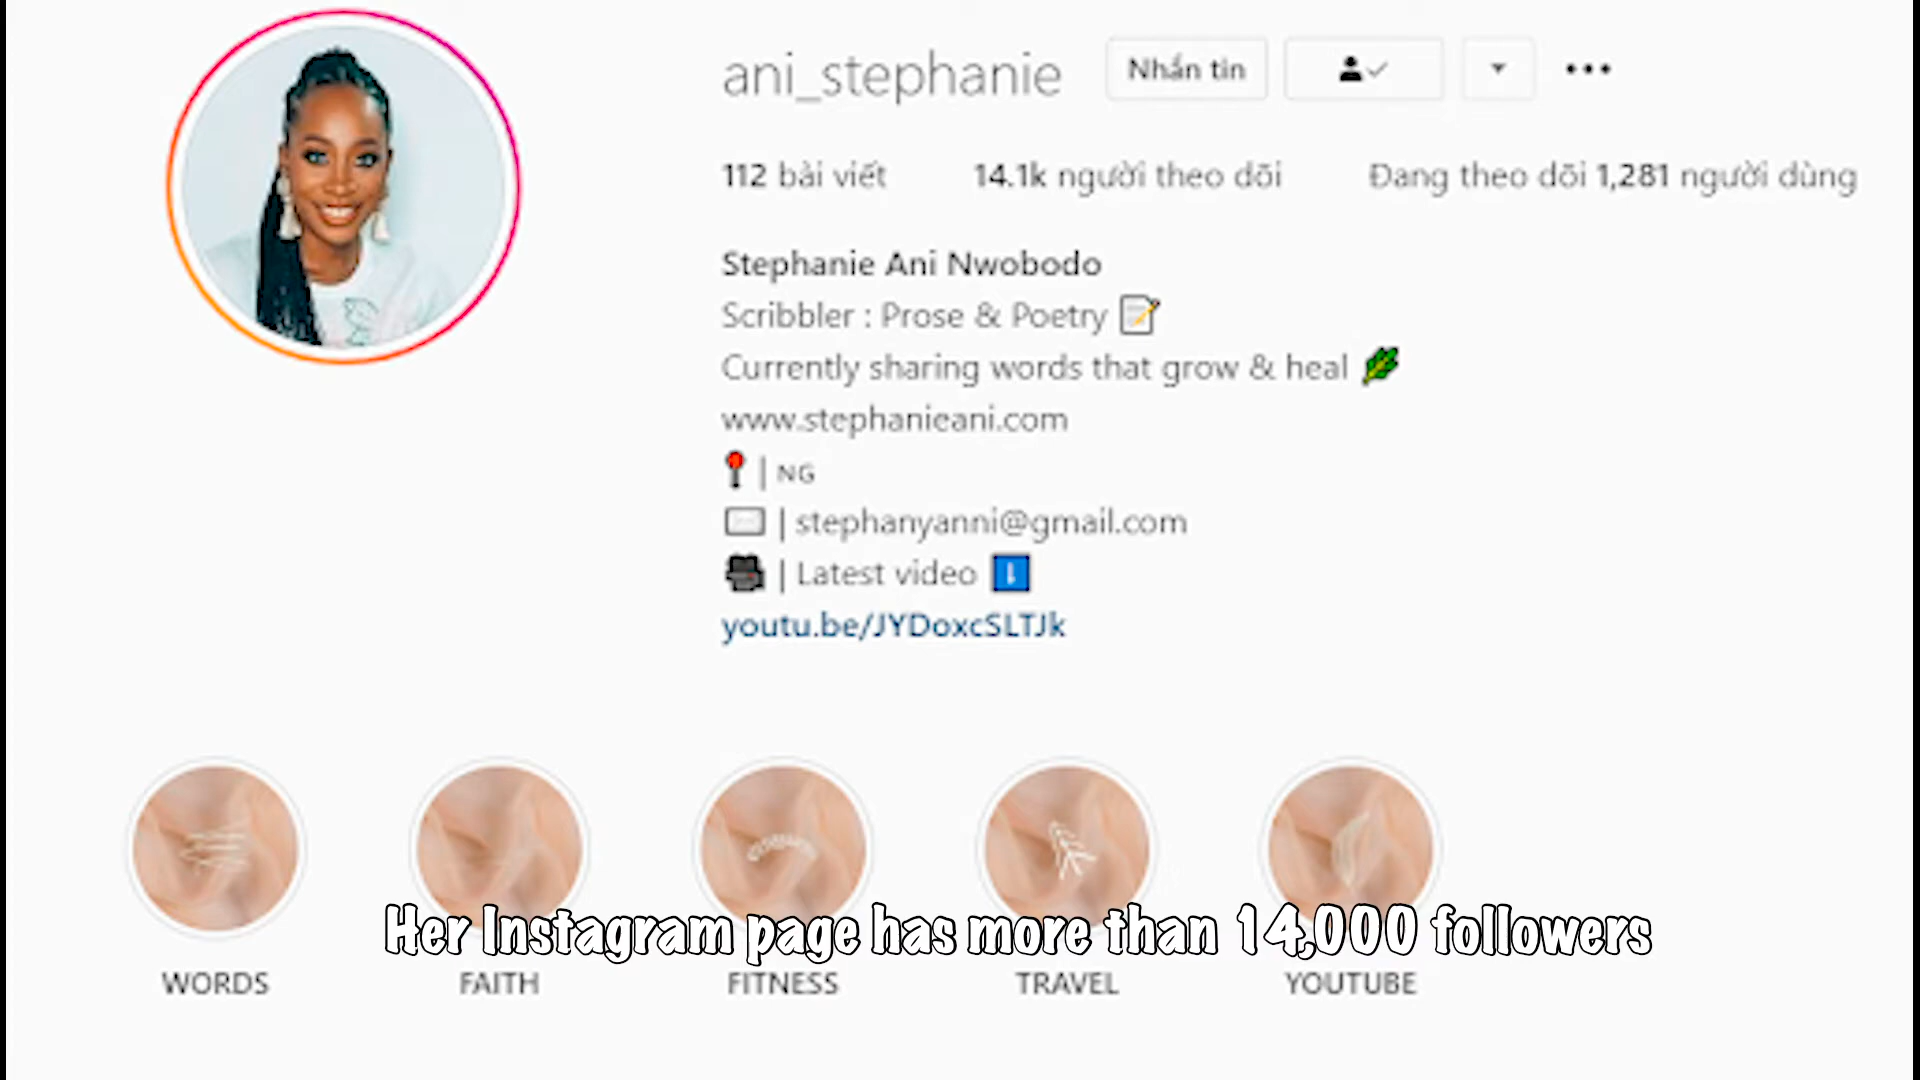 ani_stephanie Nhắn tin
112 bài viết 14.1k người theo dõi Đang theo dõi 1,281 người dùng
Stephanie Ani Nwobodo
Scribbler : Prose & Poetry
Currently sharing words that grow & heal
www.stephanieani.com
| NG
| stephanyanni@gmail.com
| Latest video
youtu.be/JYDoxcSLTJk
Her Instagram page has more than 14,000 followers
WORDS FAITH FITNESS TRAVEL YOUTUBE